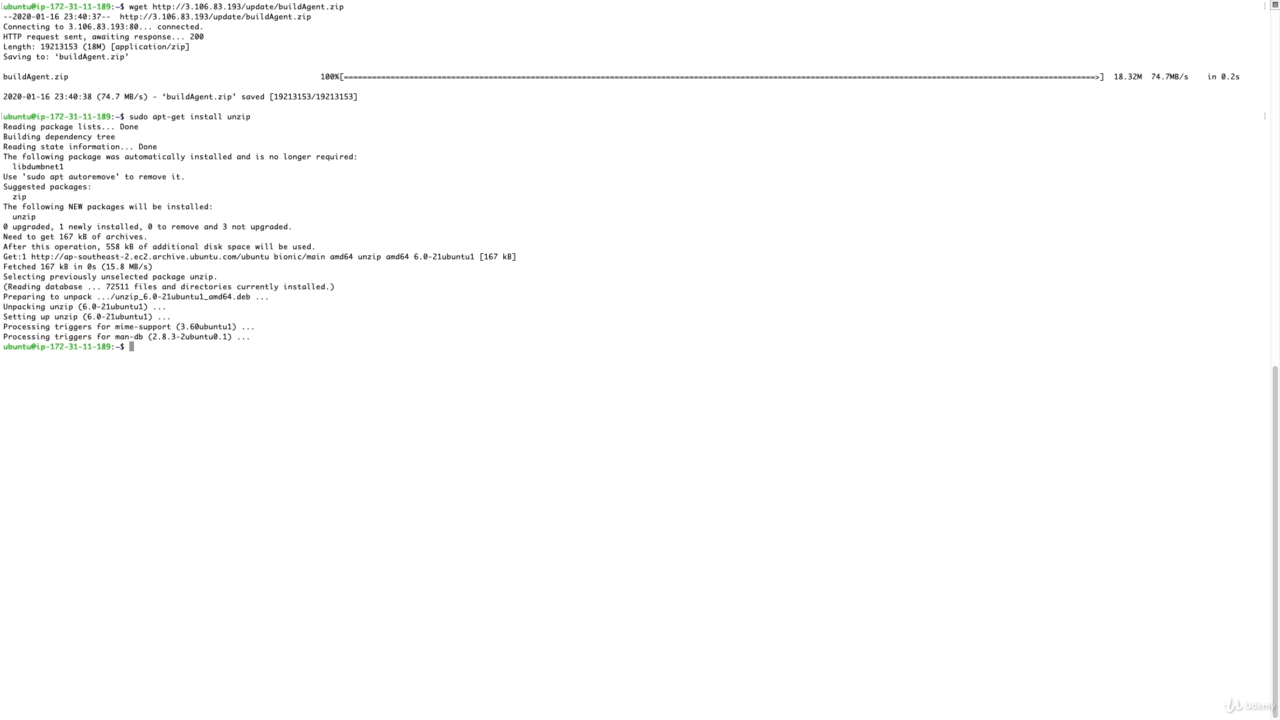 ubuntu@ip-172-31-11-189:~$ wget http://3.106.83.193/update/buildAgent.zip
--2020-01-16 23:40:37--  http://3.106.83.193/update/buildAgent.zip
Connecting to 3.106.83.193:80... connected.
HTTP request sent, awaiting response... 200
Length: 19213153 (18M) [application/zip]
Saving to: ‘buildAgent.zip’
buildAgent.zip 100%[==============================================================================>] 18.32M 74.7MB/s in 0.2s
2020-01-16 23:40:38 (74.7 MB/s) - ‘buildAgent.zip’ saved [19213153/19213153]
ubuntu@ip-172-31-11-189:~$ sudo apt-get install unzip
Reading package lists... Done
Building dependency tree
Reading state information... Done
The following package was automatically installed and is no longer required:
  libdumbnet1
Use 'sudo apt autoremove' to remove it.
Suggested packages:
  zip
The following NEW packages will be installed:
  unzip
0 upgraded, 1 newly installed, 0 to remove and 3 not upgraded.
Need to get 167 kB of archives.
After this operation, 558 kB of additional disk space will be used.
Get:1 http://ap-southeast-2.ec2.archive.ubuntu.com/ubuntu bionic/main amd64 unzip amd64 6.0-21ubuntu1 [167 kB]
Fetched 167 kB in 0s (15.8 MB/s)
Selecting previously unselected package unzip.
(Reading database ... 72511 files and directories currently installed.)
Preparing to unpack .../unzip_6.0-21ubuntu1_amd64.deb ...
Unpacking unzip (6.0-21ubuntu1) ...
Setting up unzip (6.0-21ubuntu1) ...
Processing triggers for mime-support (3.60ubuntu1) ...
Processing triggers for man-db (2.8.3-2ubuntu0.1) ...
ubuntu@ip-172-31-11-189:~$
Udemy